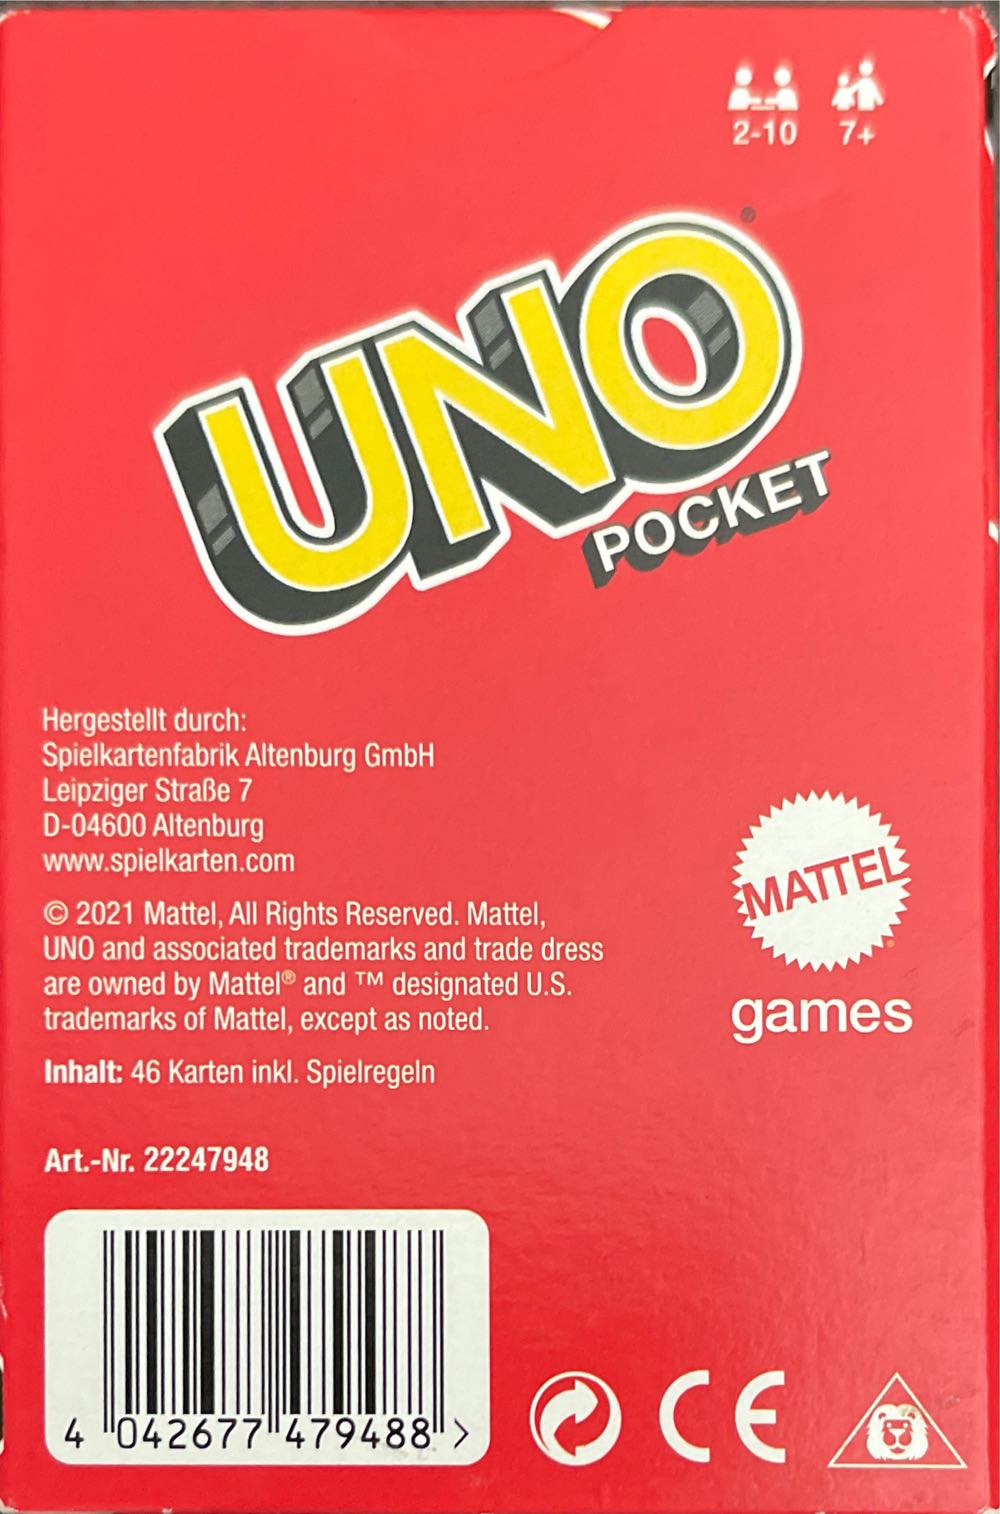 2-10 7+
UNO®
POCKET
Hergestellt durch:
Spielkartenfabrik Altenburg GmbH
Leipziger Straße 7
D-04600 Altenburg
www.spielkarten.com
© 2021 Mattel, All Rights Reserved. Mattel,
UNO and associated trademarks and trade dress
are owned by Mattel® and ™ designated U.S.
trademarks of Mattel, except as noted.
MATTEL
games
Inhalt: 46 Karten inkl. Spielregeln
Art.-Nr. 22247948
4 042677 479488 >
CE